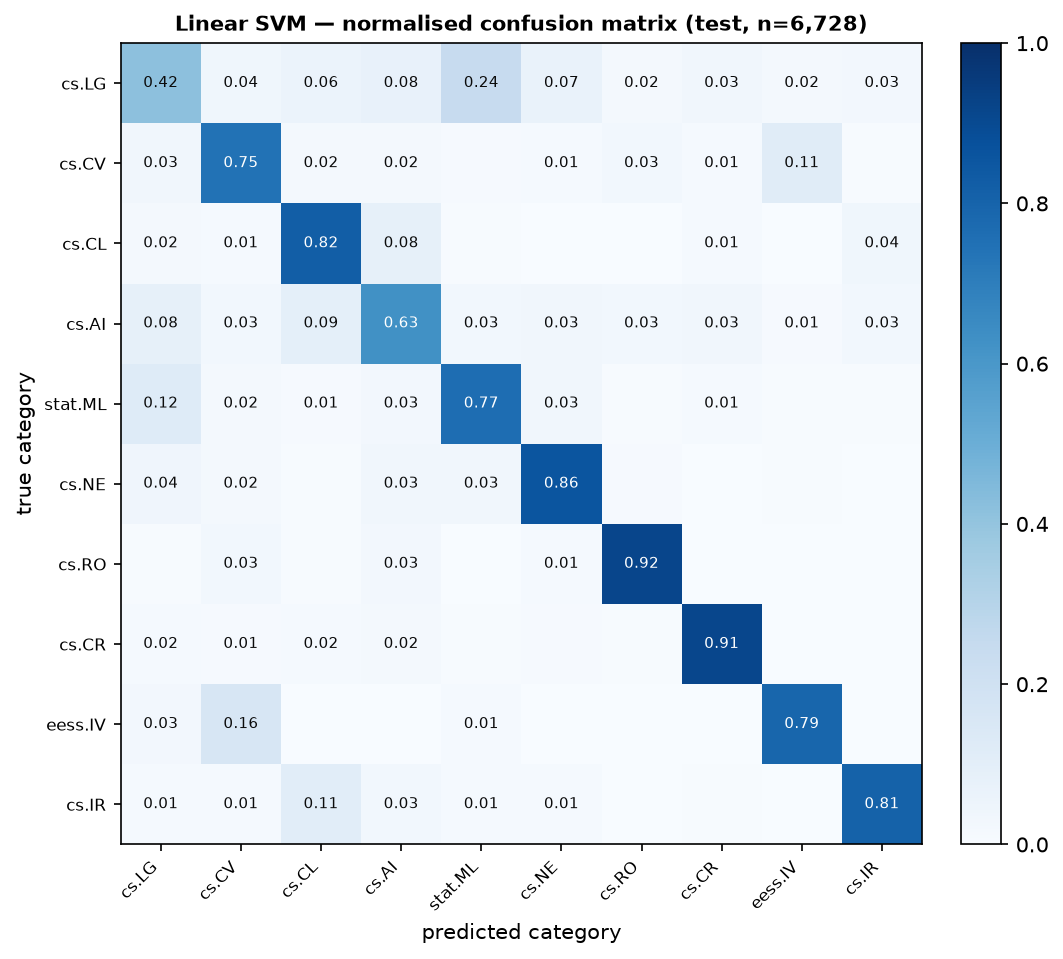 Linear SVM — normalised confusion matrix (test, n=6,728)
cs.LG 0.42 0.04 0.06 0.08 0.24 0.07 0.02 0.03 0.02 0.03
cs.CV 0.03 0.75 0.02 0.02 0.01 0.03 0.01 0.11
cs.CL 0.02 0.01 0.82 0.08 0.01 0.04
cs.AI 0.08 0.03 0.09 0.63 0.03 0.03 0.03 0.03 0.01 0.03
stat.ML 0.12 0.02 0.01 0.03 0.77 0.03 0.01
cs.NE 0.04 0.02 0.03 0.03 0.86
cs.RO 0.03 0.03 0.01 0.92
cs.CR 0.02 0.01 0.02 0.02 0.91
eess.IV 0.03 0.16 0.01 0.79
cs.IR 0.01 0.01 0.11 0.03 0.01 0.01 0.81
cs.LG cs.CV cs.CL cs.AI stat.ML cs.NE cs.RO cs.CR eess.IV cs.IR
predicted category
true category
1.0
0.8
0.6
0.4
0.2
0.0